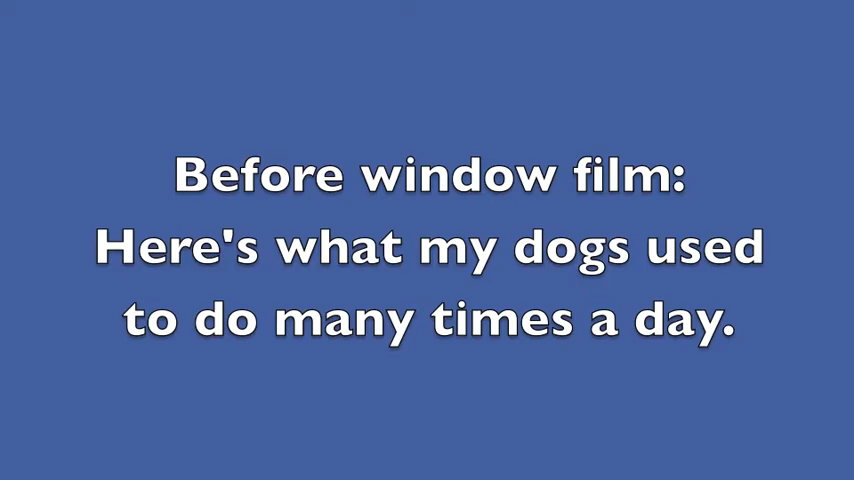 Before window film:
Here's what my dogs used
to do many times a day.